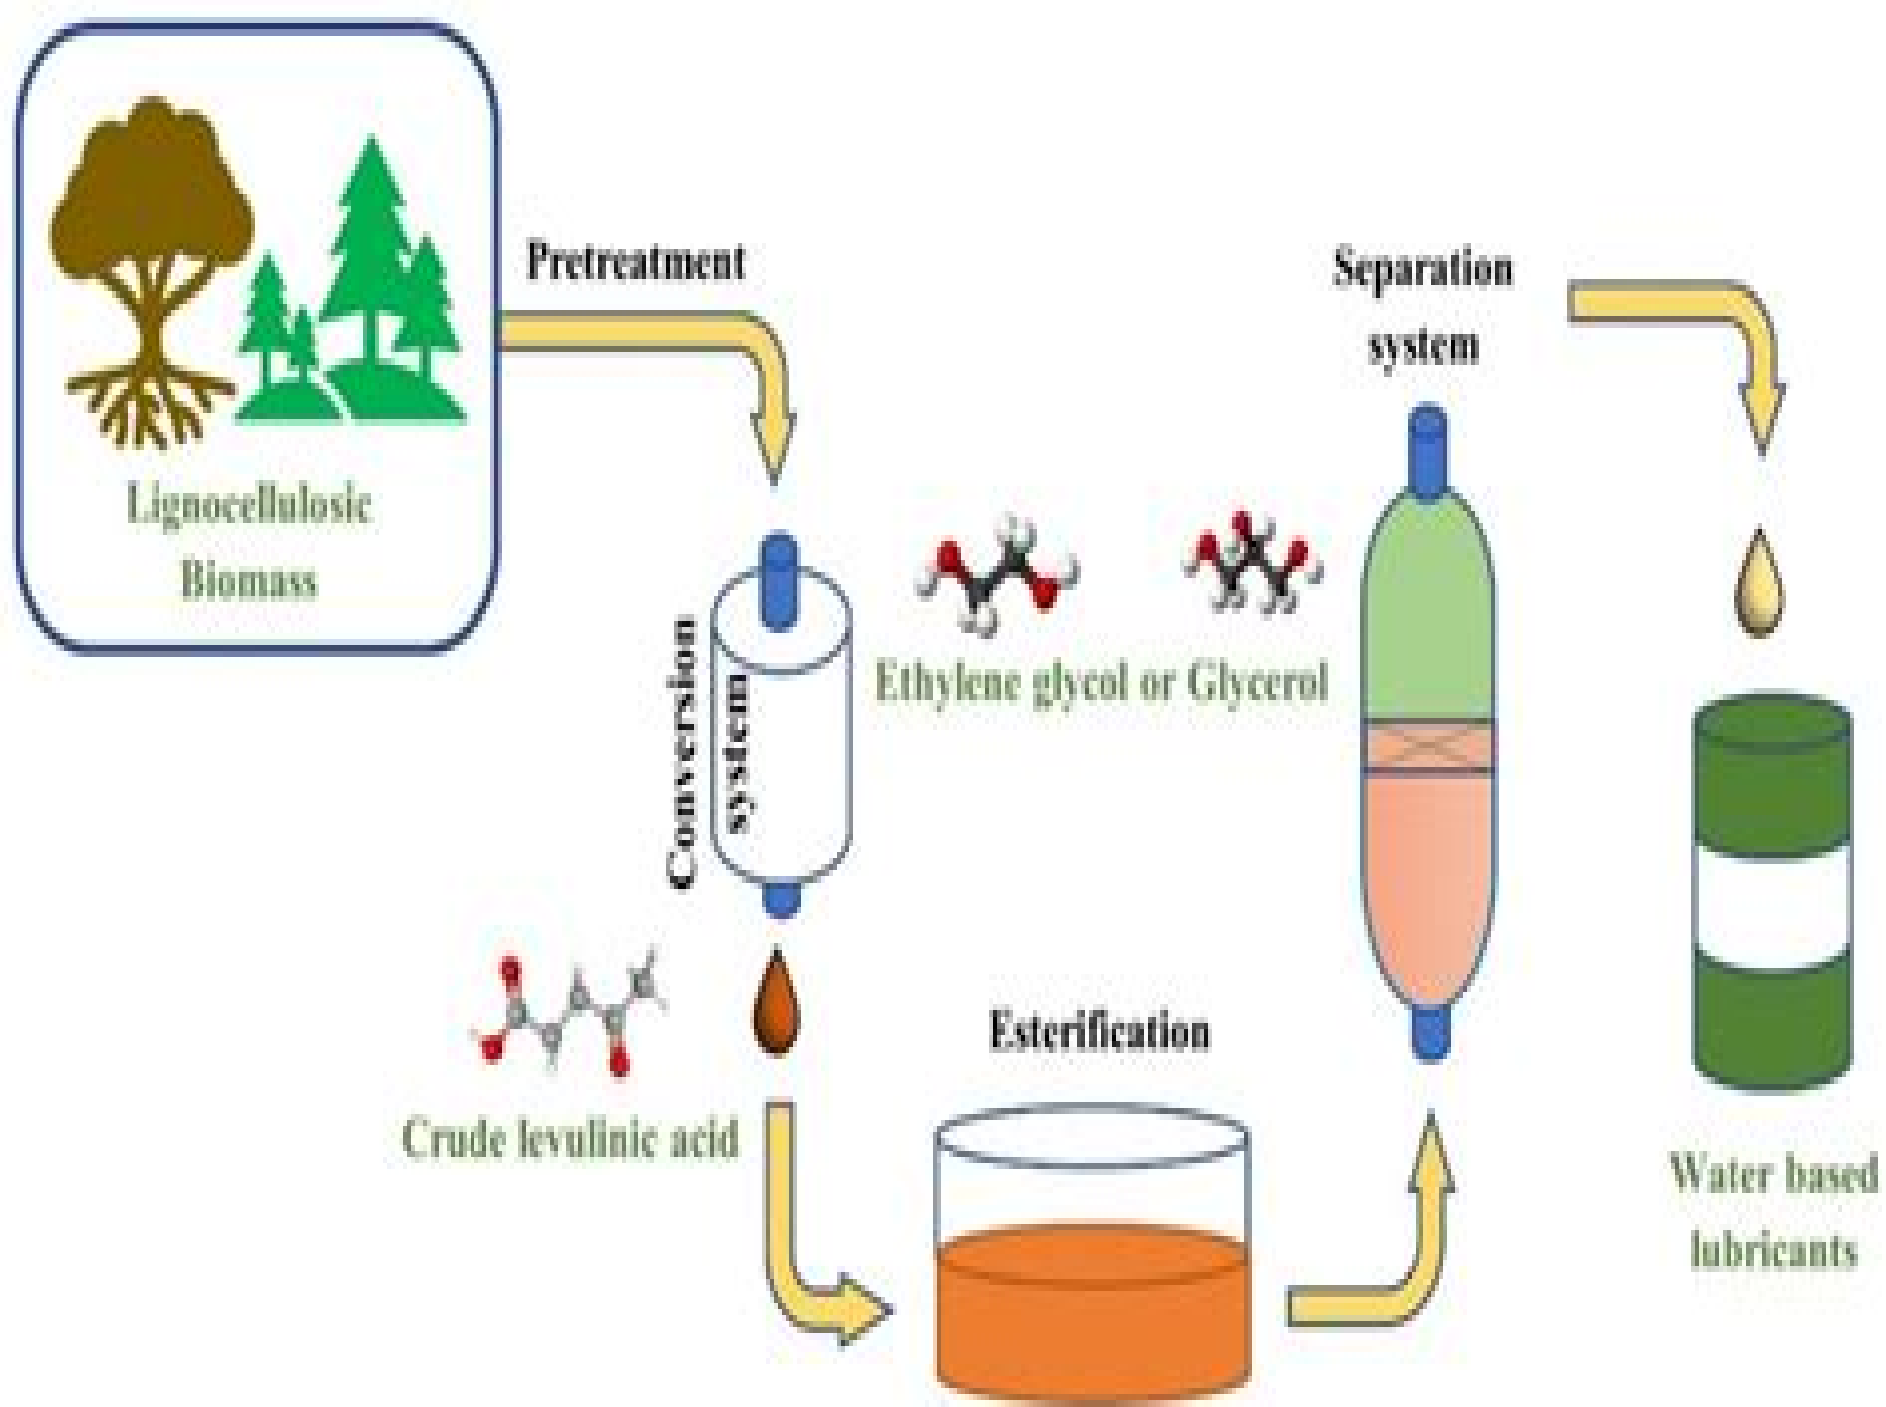 Pretreatment
Separation
system
Lignocellulosic
Biomass
Conversion
system
Ethylene glycol or Glycerol
Esterification
Crude levulinic acid
Water based
lubricants